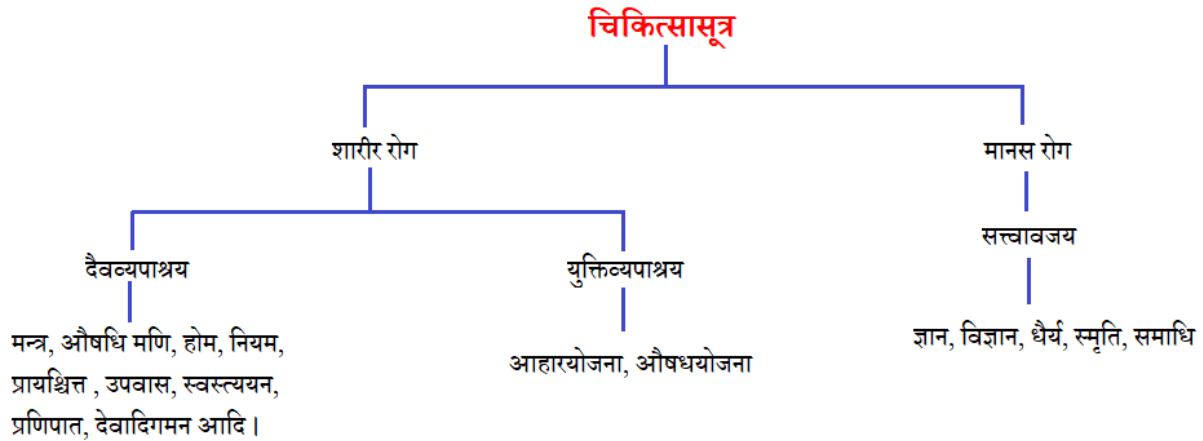 चिकित्सासूत्र
शारीर रोग
मानस रोग
सत्त्वावजय
दैवव्यपाश्रय
युक्तिव्यपाश्रय
मन्त्र, औषधि मणि, होम, नियम,
प्रायश्चित्त , उपवास, स्वस्त्ययन,
प्रणिपात, देवादिगमन आदि ।
आहारयोजना, औषधयोजना
ज्ञान, विज्ञान, धैर्य, स्मृति, समाधि